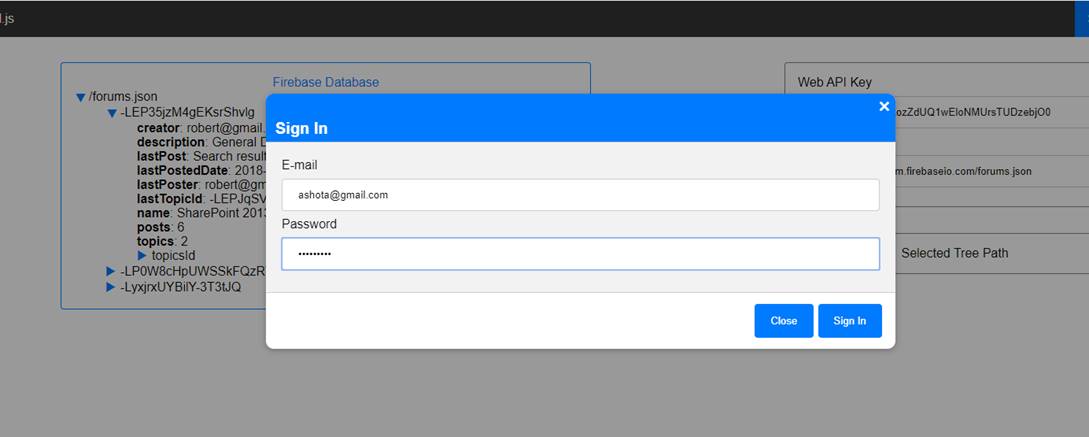 .js
Firebase Database
/forums.json
-LEP35jzM4gEKsrShvlg
creator: robert@gmail.
description: General D
lastPost: Search result
lastPostedDate: 2018-
lastPoster: robert@gm
lastTopicId: -LEPJqSV
name: SharePoint 2013
posts: 6
topics: 2
topicsId
-LP0W8cHpUWSSkFQzR
-LyxjrxUYBilY-3T3tJQ
Sign In
E-mail
ashota@gmail.com
Password
•••••••••
Close
Sign In
Web API Key
ozZdUQ1wEloNMUrsTUDzebjO0
m.firebaseio.com/forums.json
Selected Tree Path